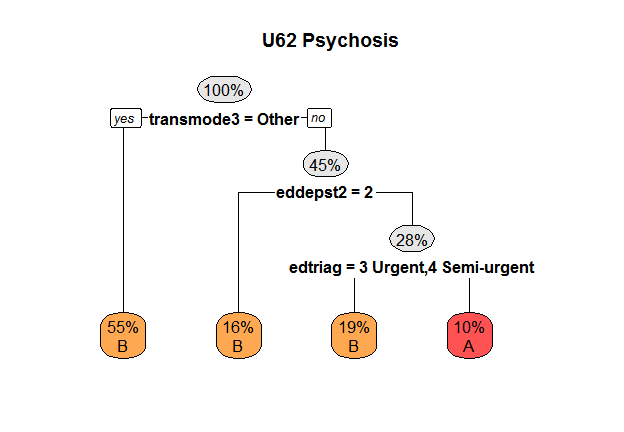 U62 Psychosis
100%
yes transmode3 = Other no
45%
eddepst2 = 2
28%
edtriag = 3 Urgent,4 Semi-urgent
55% 16% 19% 10%
B B B A